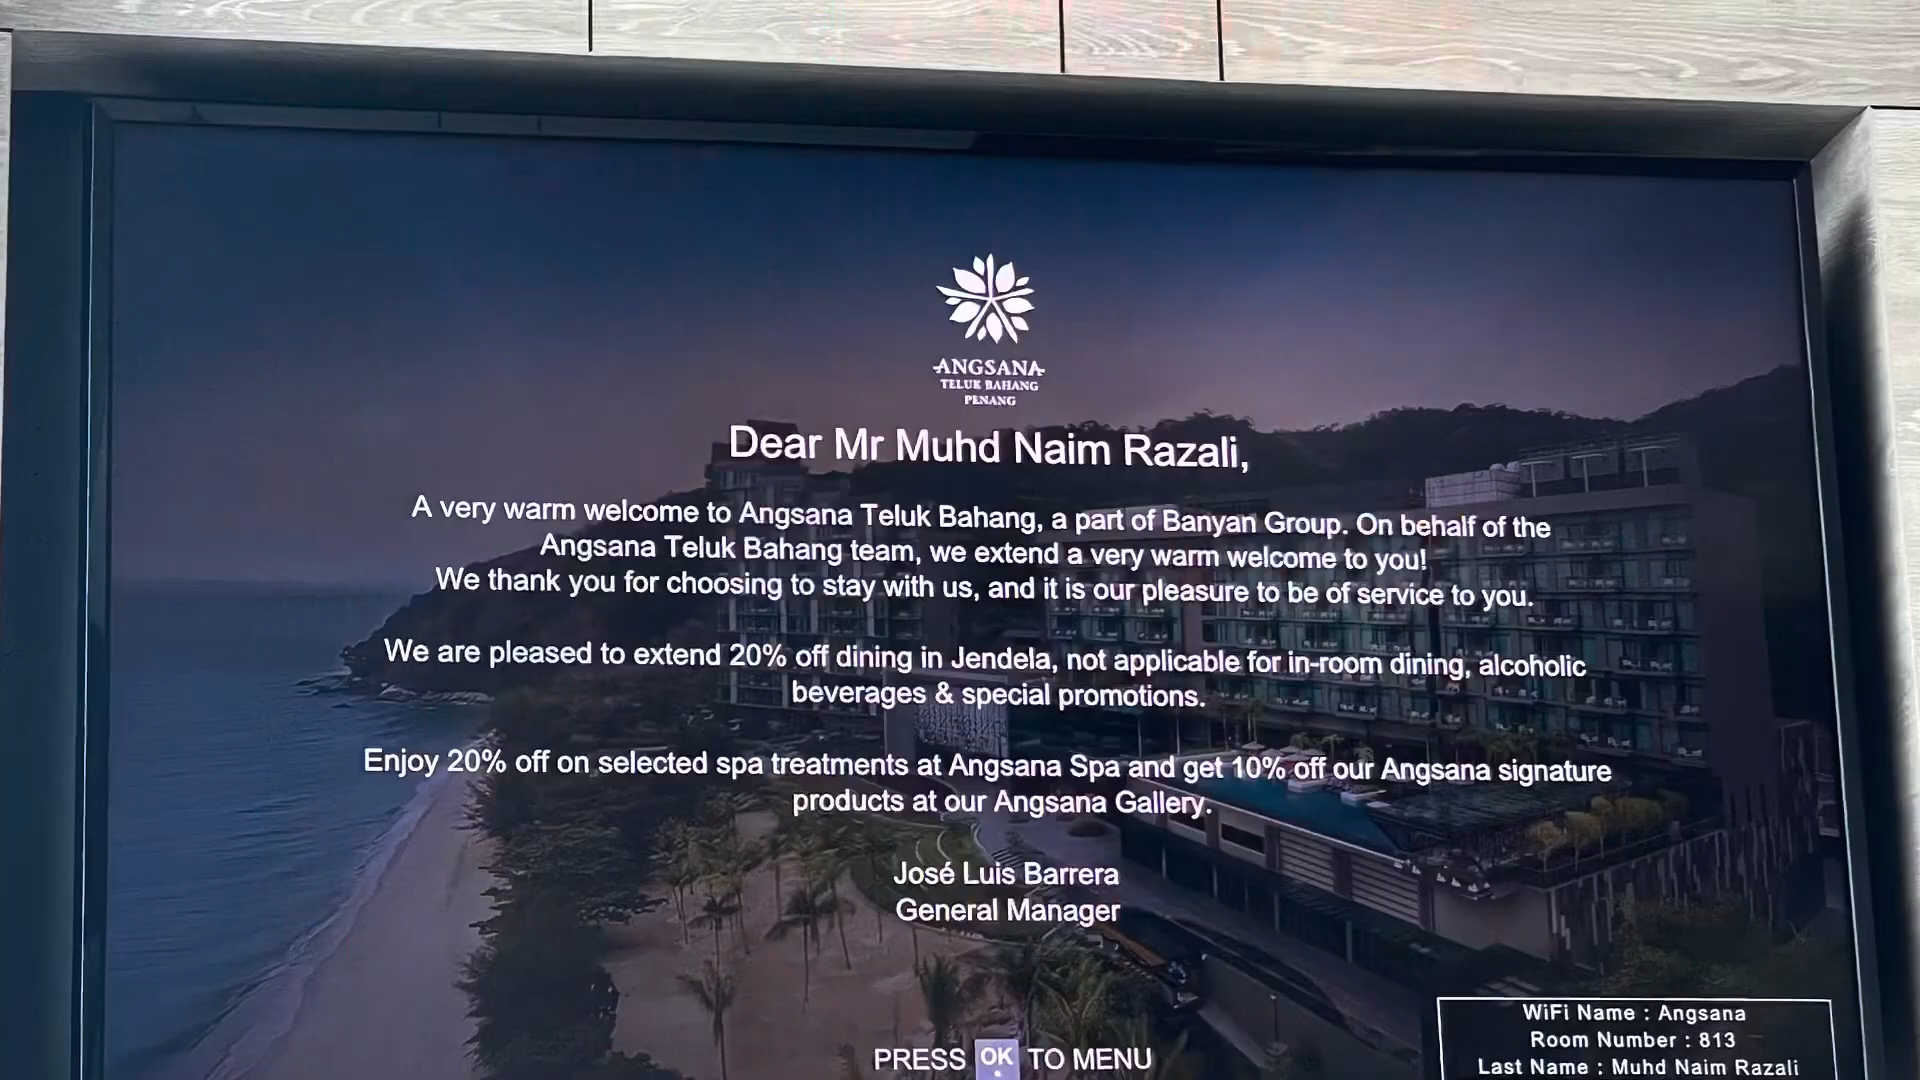 ANGSANA
TELUK BAHANG
PENANG
Dear Mr Muhd Naim Razali,
A very warm welcome to Angsana Teluk Bahang, a part of Banyan Group. On behalf of the
Angsana Teluk Bahang team, we extend a very warm welcome to you!
We thank you for choosing to stay with us, and it is our pleasure to be of service to you.
We are pleased to extend 20% off dining in Jendela, not applicable for in-room dining, alcoholic
beverages & special promotions.
Enjoy 20% off on selected spa treatments at Angsana Spa and get 10% off our Angsana signature
products at our Angsana Gallery.
José Luis Barrera
General Manager
PRESS OK TO MENU
WiFi Name : Angsana
Room Number : 813
Last Name : Muhd Naim Razali